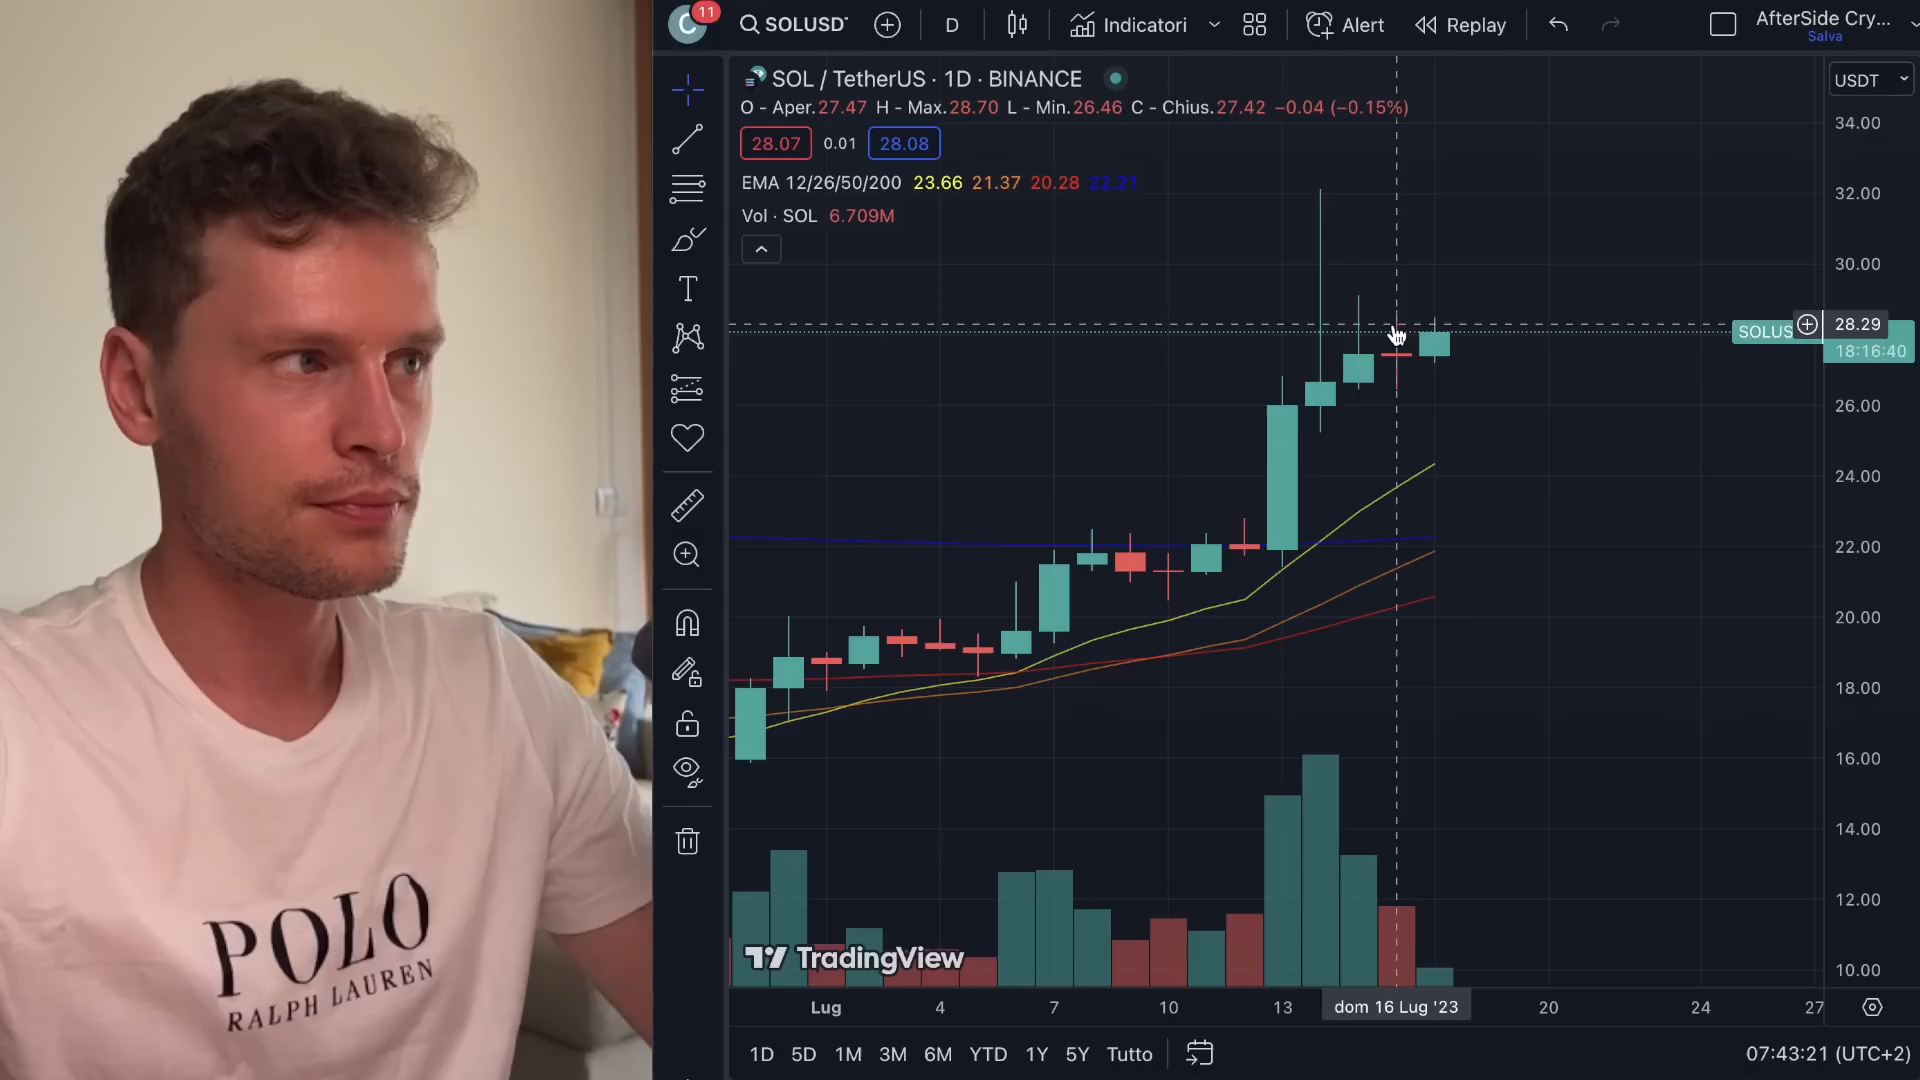 C 11 SOLUSDT D Indicatori Alert Replay AfterSide Cry...
Salva
SOL / TetherUS · 1D · BINANCE
USDT
O - Aper.27.47 H - Max.28.70 L - Min.26.46 C - Chius.27.42 −0.04 (−0.15%)
28.07 0.01 28.08
EMA 12/26/50/200 23.66 21.37 20.28 22.21
Vol · SOL 6.709M
34.00
32.00
30.00
28.29
SOLUS
18:16:40
26.00
24.00
22.00
20.00
18.00
16.00
14.00
12.00
10.00
T
POLO
RALPH LAUREN
TradingView
Lug 4 7 10 13 dom 16 Lug '23 20 24 27
1D 5D 1M 3M 6M YTD 1Y 5Y Tutto 07:43:21 (UTC+2)